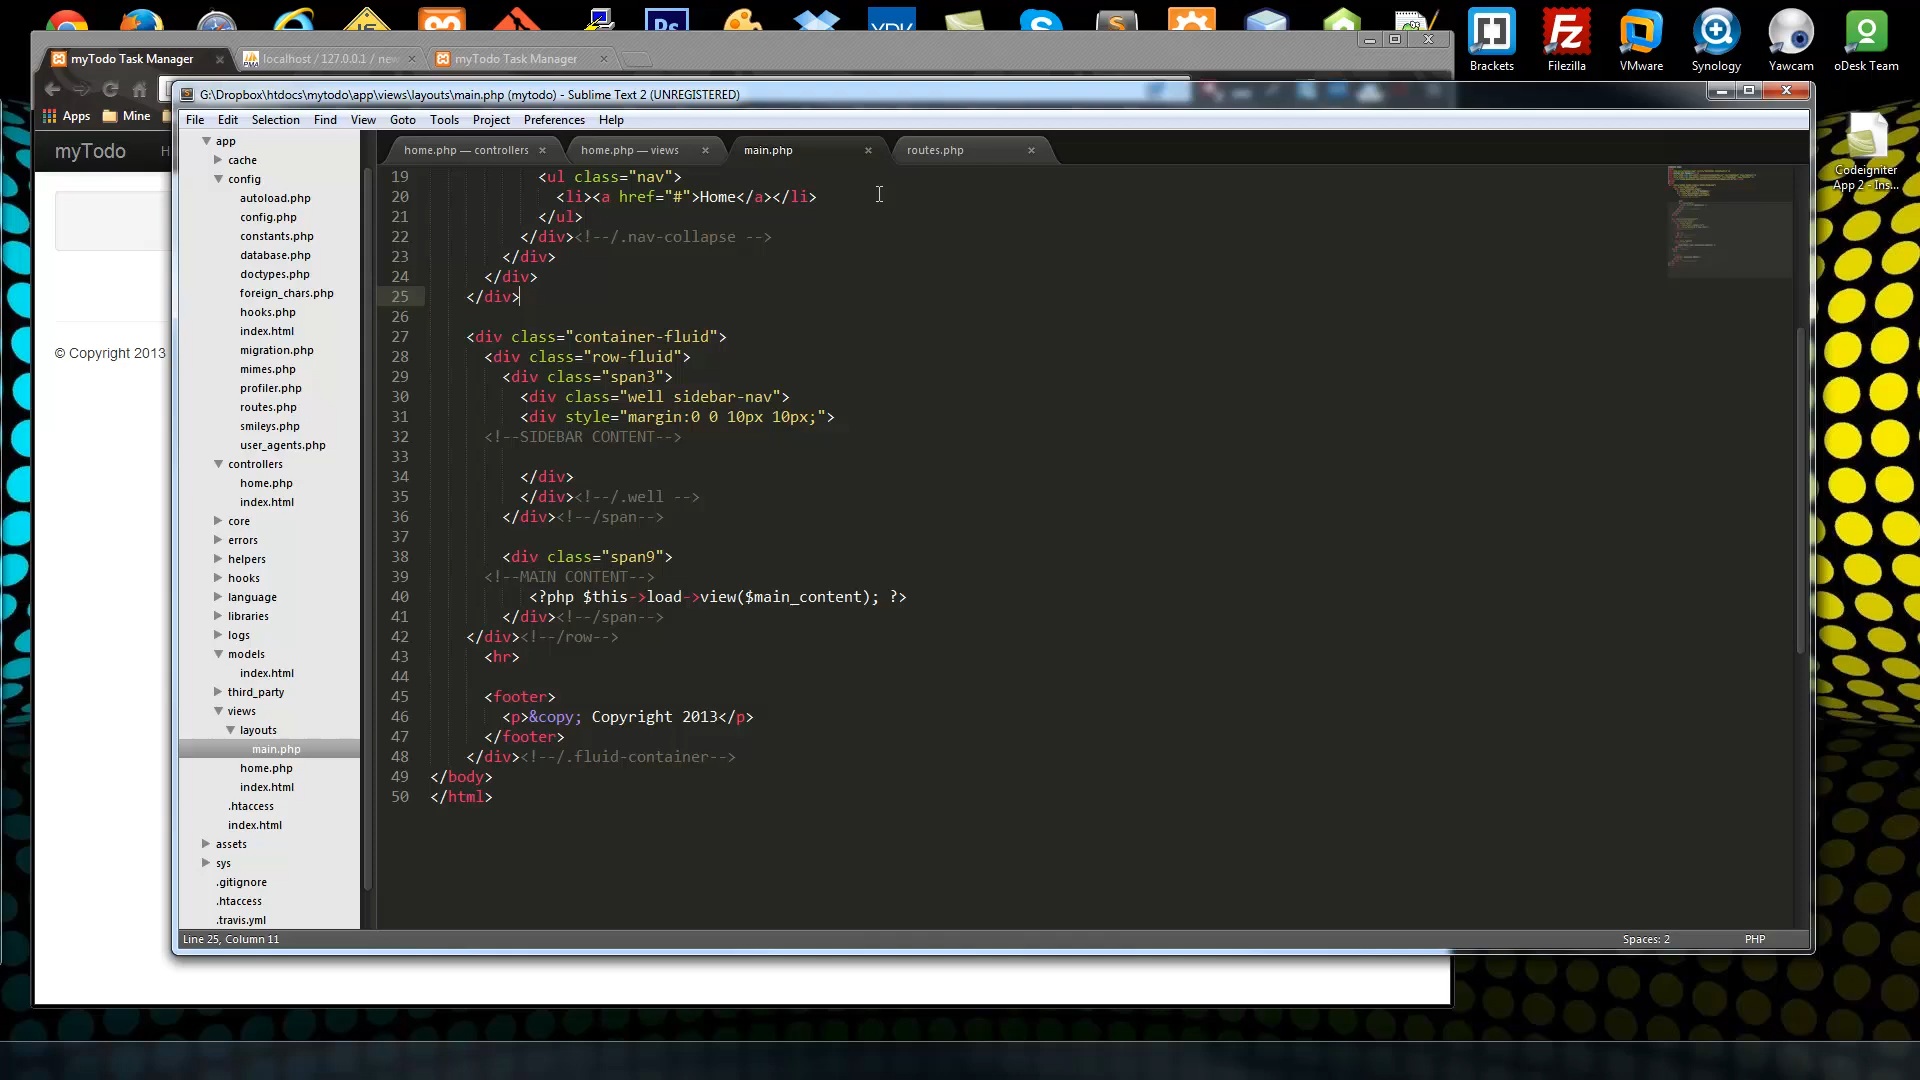 Brackets
Filezilla
VMware
Synology
Yawcam
oDesk Team
myTodo Task Manager
localhost / 127.0.0.1 / new
myTodo Task Manager
G:\Dropbox\htdocs\mytodo\app\views\layouts\main.php (mytodo) - Sublime Text 2 (UNREGISTERED)
Apps
Mine
File Edit Selection Find View Goto Tools Project Preferences Help
myTodo H
© Copyright 2013
Codeigniter
App 2 - Ins...
app
cache
config
autoload.php
config.php
constants.php
database.php
doctypes.php
foreign_chars.php
hooks.php
index.html
migration.php
mimes.php
profiler.php
routes.php
smileys.php
user_agents.php
controllers
home.php
index.html
core
errors
helpers
hooks
language
libraries
logs
models
index.html
third_party
views
layouts
main.php
home.php
index.html
.htaccess
index.html
assets
sys
.gitignore
.htaccess
.travis.yml
home.php — controllers
home.php — views
main.php
routes.php
19 <ul class="nav">
20 <li><a href="#">Home</a></li>
21 </ul>
22 </div><!--/.nav-collapse -->
23 </div>
24 </div>
25 </div>
26
27 <div class="container-fluid">
28 <div class="row-fluid">
29 <div class="span3">
30 <div class="well sidebar-nav">
31 <div style="margin:0 0 10px 10px;">
32 <!--SIDEBAR CONTENT-->
33
34 </div>
35 </div><!--/.well -->
36 </div><!--/span-->
37
38 <div class="span9">
39 <!--MAIN CONTENT-->
40 <?php $this->load->view($main_content); ?>
41 </div><!--/span-->
42 </div><!--/row-->
43 <hr>
44
45 <footer>
46 <p>&copy; Copyright 2013</p>
47 </footer>
48 </div><!--/.fluid-container-->
49 </body>
50 </html>
Line 25, Column 11
Spaces: 2
PHP